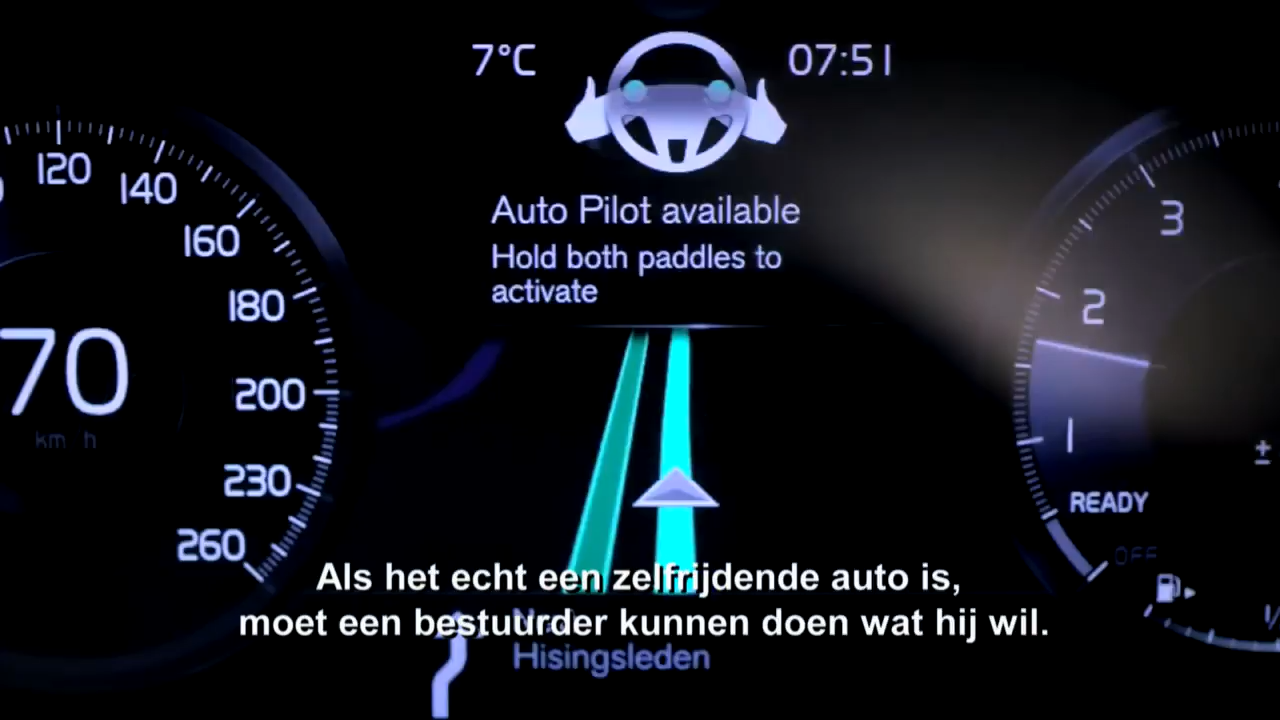 7°C
07:51
Auto Pilot available
Hold both paddles to
activate
120
140
160
180
200
230
260
70
km h
3
2
1
READY
OFF
±
Als het echt een zelfrijdende auto is,
moet een bestuurder kunnen doen wat hij wil.
Hisingsleden